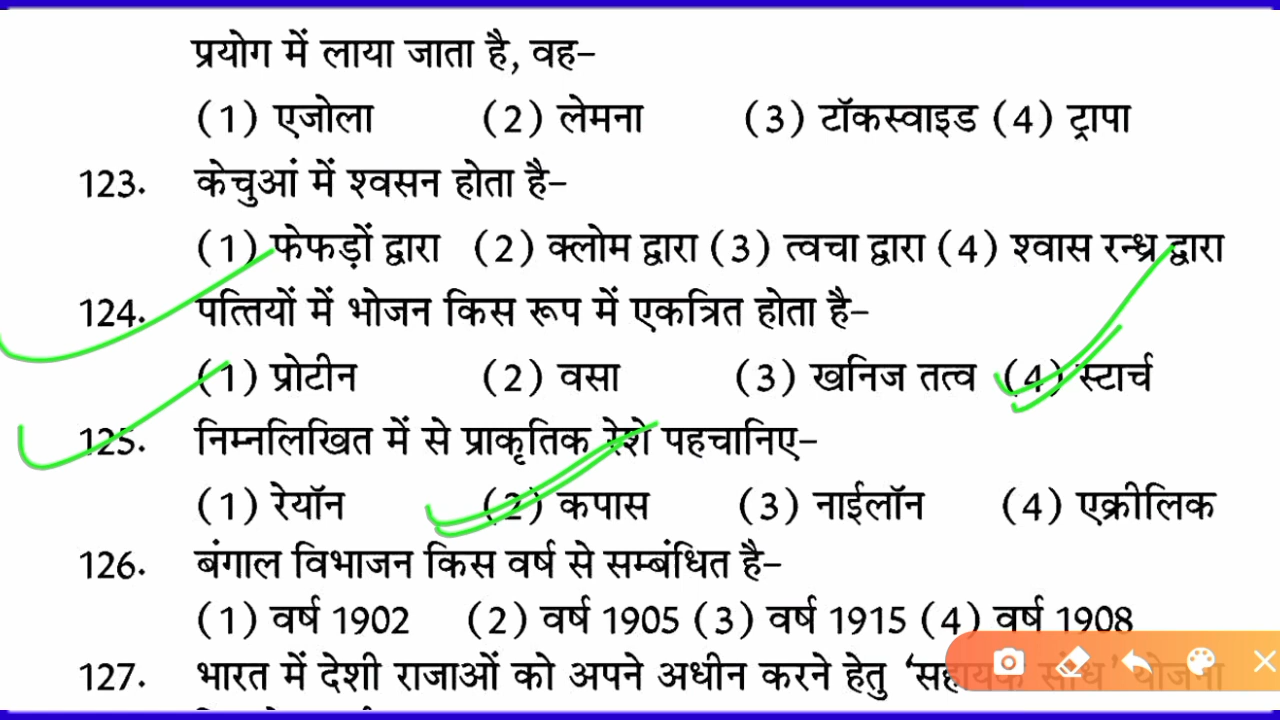 प्रयोग में लाया जाता है, वह-
(1) एजोला (2) लेमना (3) टॉकस्वाइड (4) ट्रापा
123. केचुआं में श्वसन होता है-
(1) फेफड़ों द्वारा (2) क्लोम द्वारा (3) त्वचा द्वारा (4) श्वास रन्ध्र द्वारा
124. पत्तियों में भोजन किस रूप में एकत्रित होता है-
(1) प्रोटीन (2) वसा (3) खनिज तत्व (4) स्टार्च
125. निम्नलिखित में से प्राकृतिक रेशे पहचानिए-
(1) रेयॉन (2) कपास (3) नाईलॉन (4) एक्रीलिक
126. बंगाल विभाजन किस वर्ष से सम्बंधित है-
(1) वर्ष 1902 (2) वर्ष 1905 (3) वर्ष 1915 (4) वर्ष 1908
127. भारत में देशी राजाओं को अपने अधीन करने हेतु 'सहायक संधि' योजना